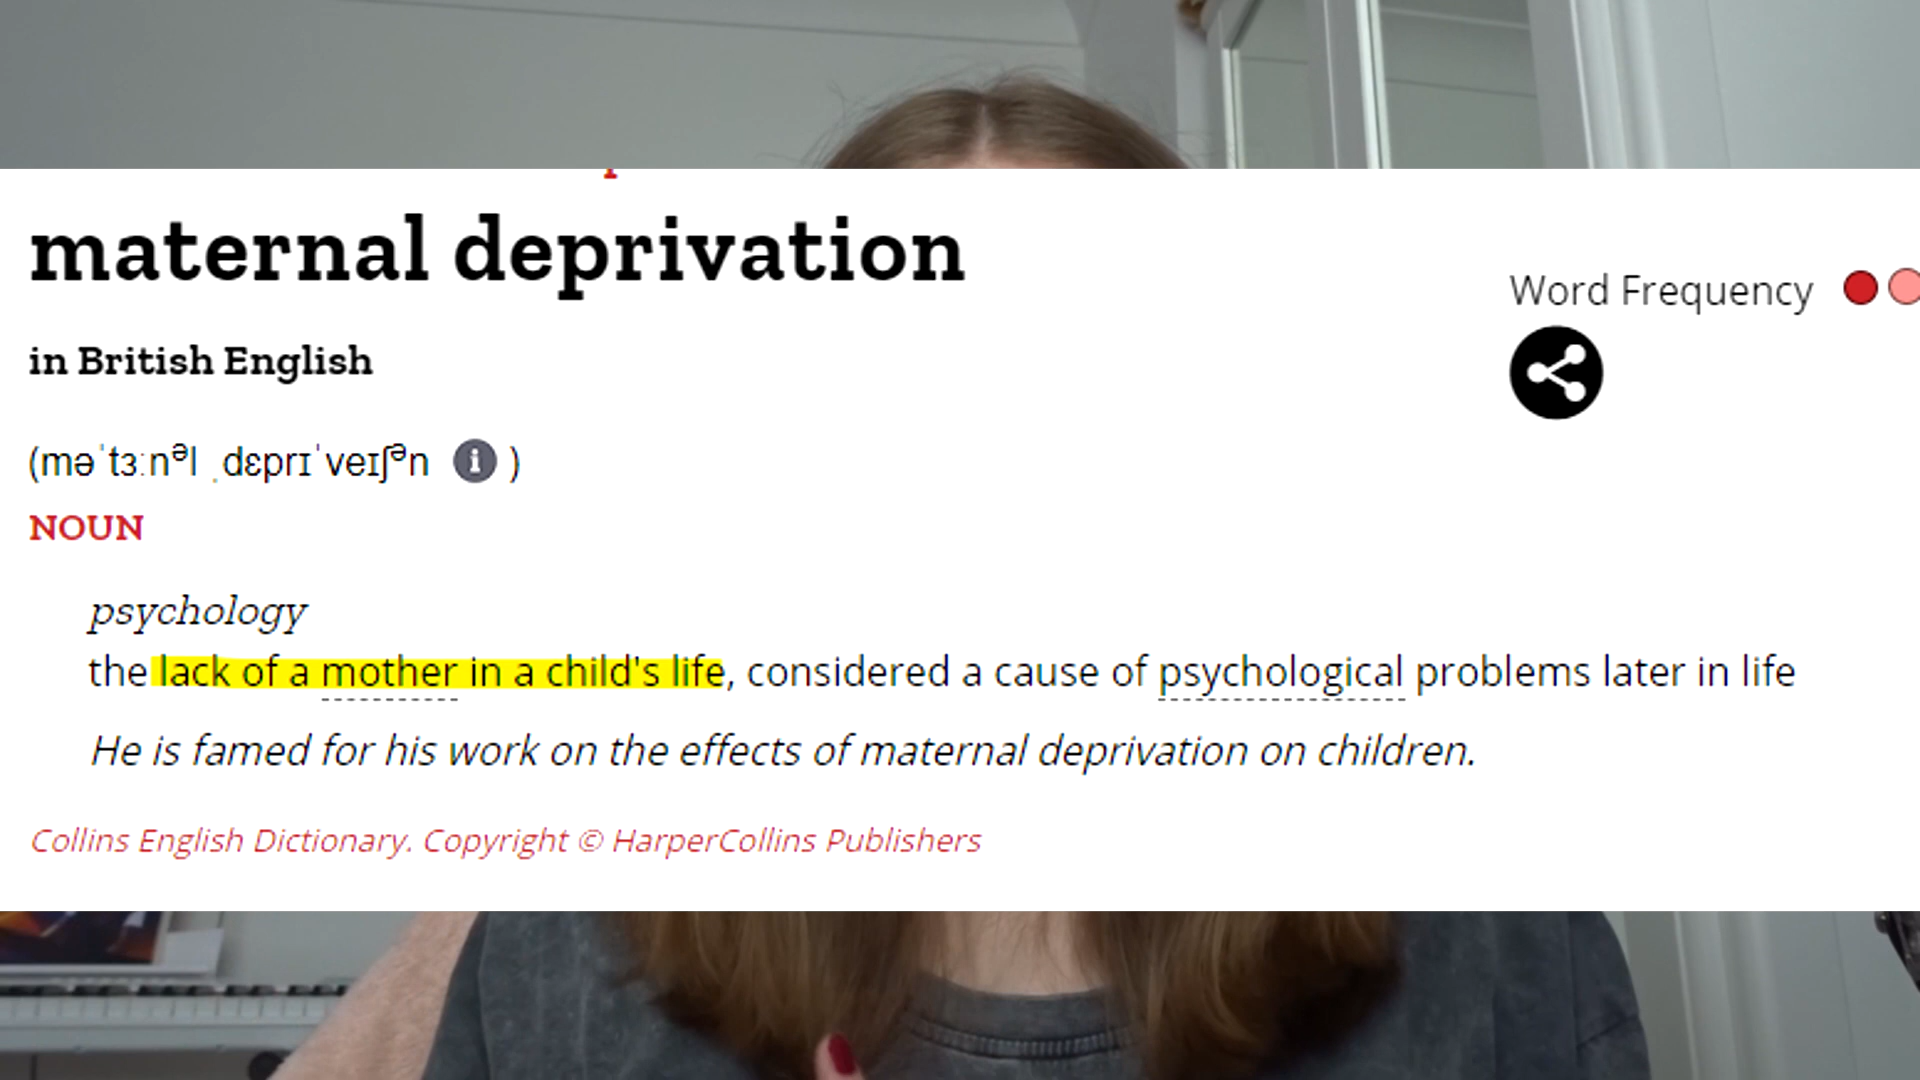 maternal deprivation
Word Frequency
in British English
(məˈtɜːnᵊl ˌdɛprɪˈveɪʃᵊn i )
NOUN
psychology
the lack of a mother in a child's life, considered a cause of psychological problems later in life
He is famed for his work on the effects of maternal deprivation on children.
Collins English Dictionary. Copyright © HarperCollins Publishers